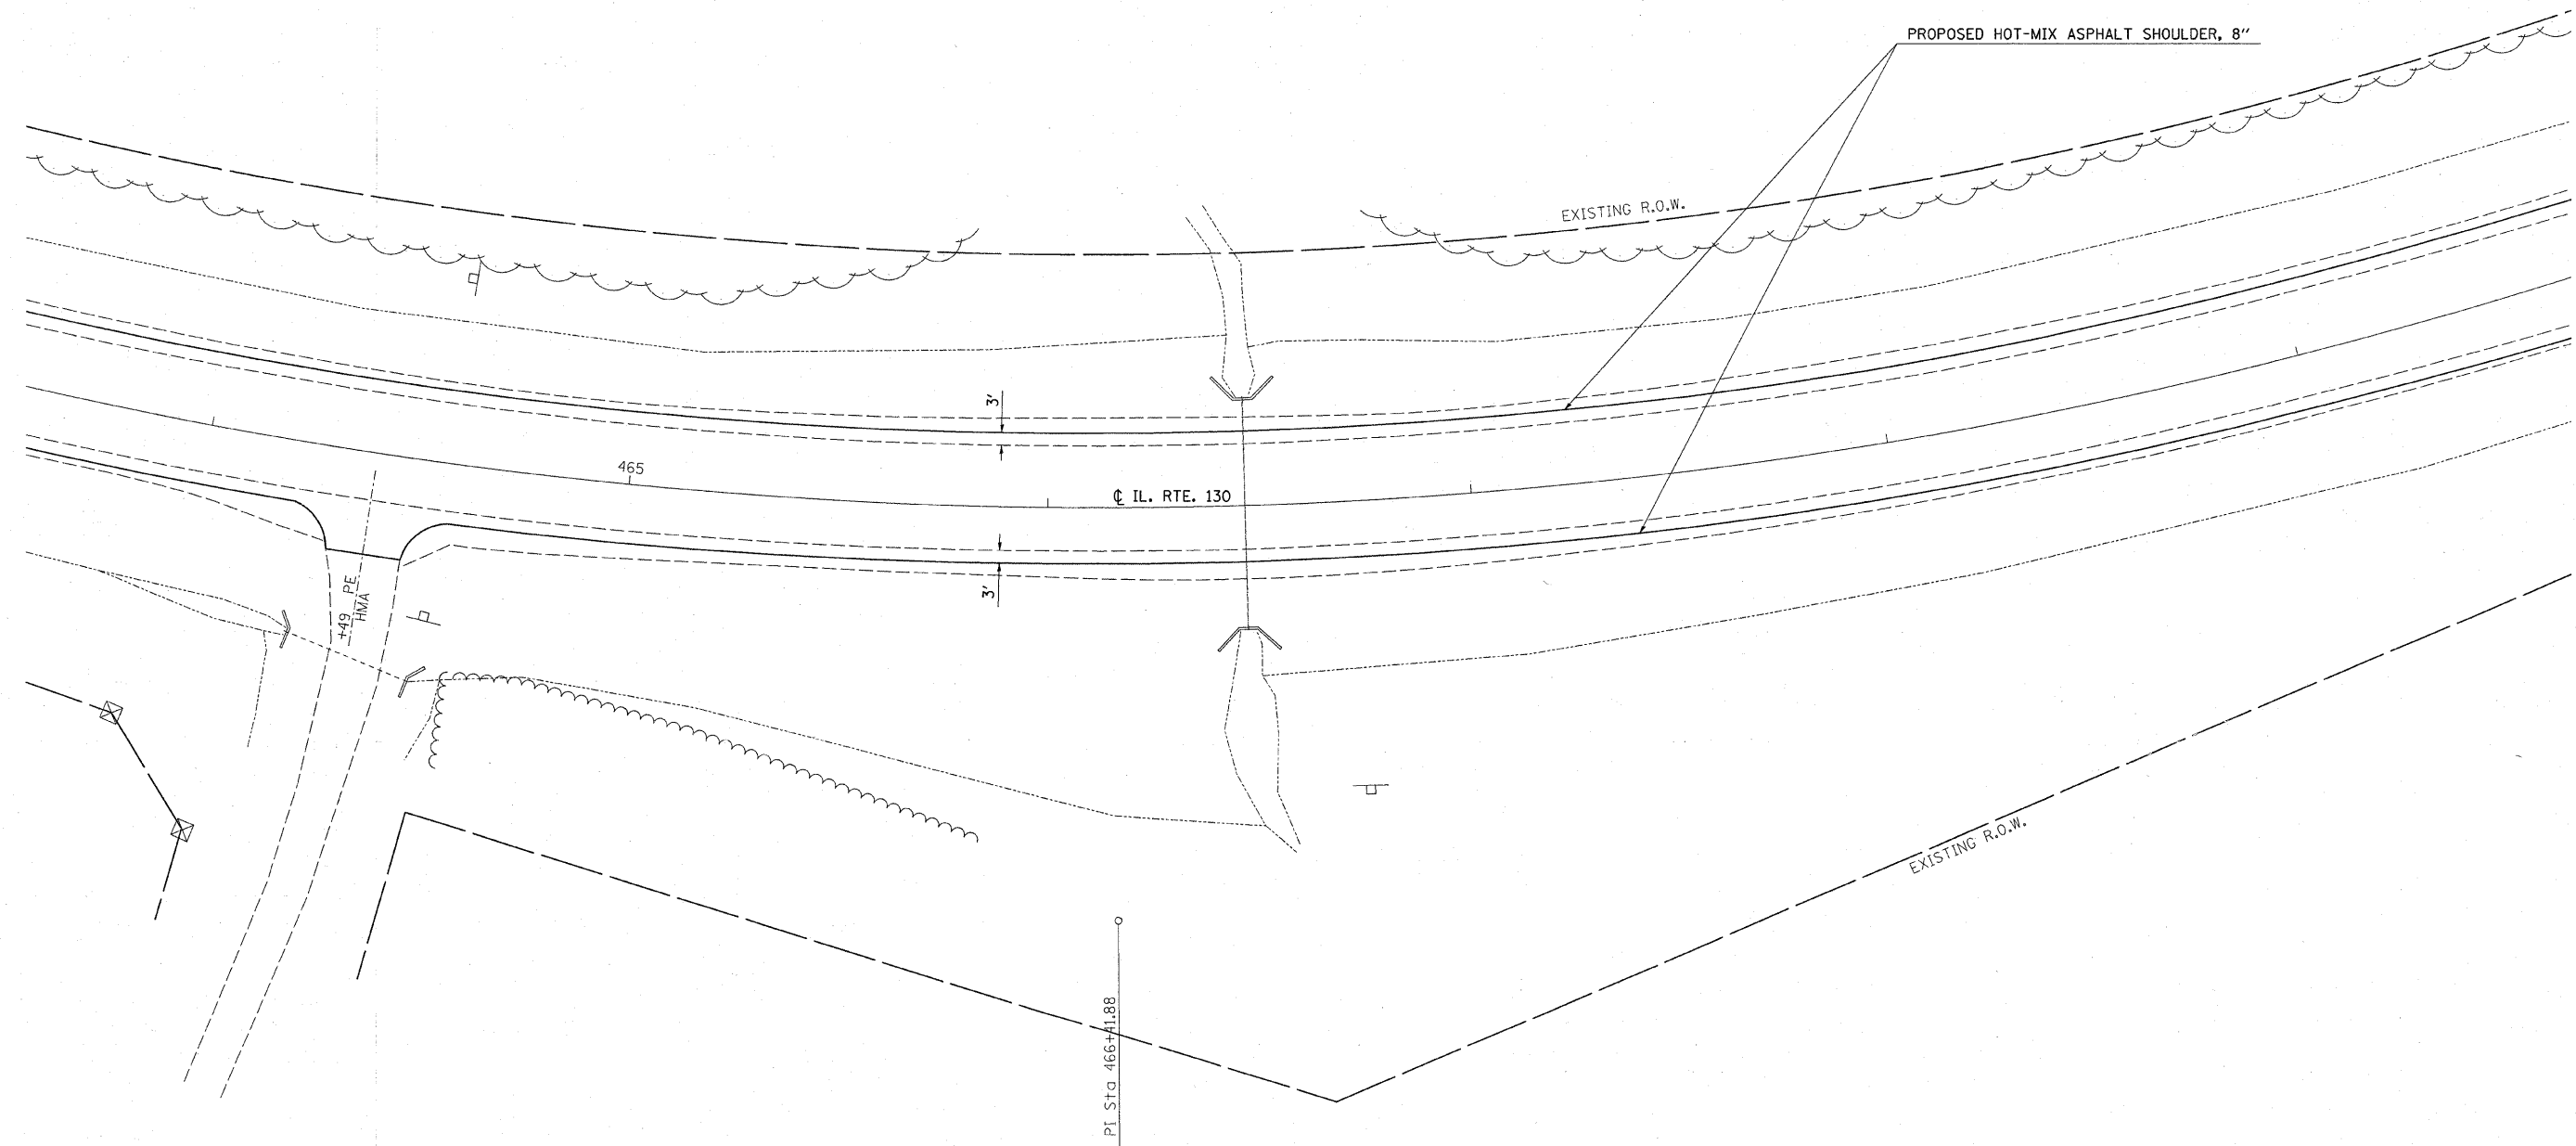 PROPOSED HOT-MIX ASPHALT SHOULDER, 8"
EXISTING R.O.W.
3'
465
℄ IL. RTE. 130
3'
+49 PE
HMA
EXISTING R.O.W.
PI Sta 466+41.88